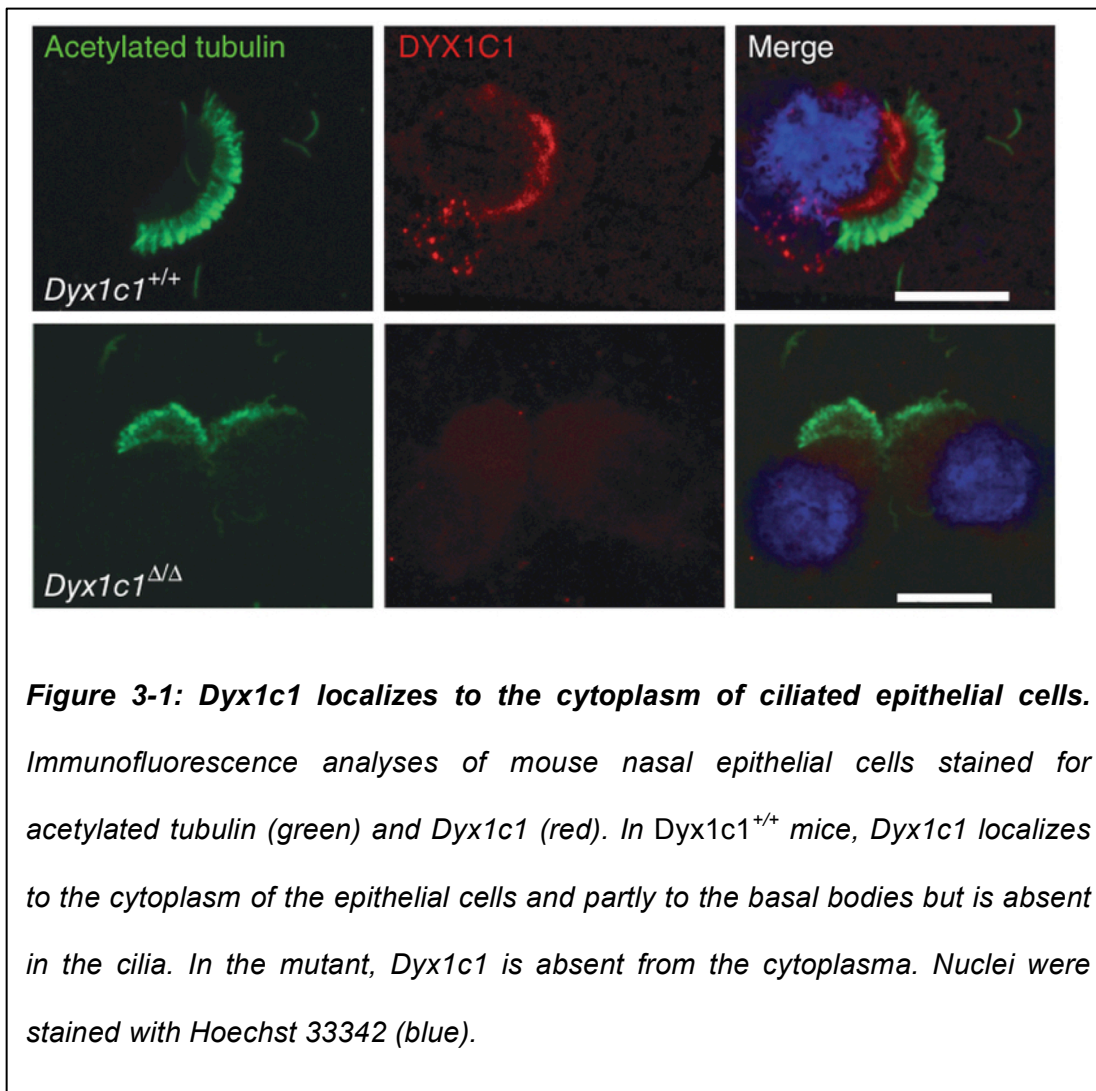 Acetylated tubulin DYX1C1 Merge
Dyx1c1+/+
Dyx1c1Δ/Δ
Figure 3-1: Dyx1c1 localizes to the cytoplasm of ciliated epithelial cells.
Immunofluorescence analyses of mouse nasal epithelial cells stained for
acetylated tubulin (green) and Dyx1c1 (red). In Dyx1c1+/+ mice, Dyx1c1 localizes
to the cytoplasm of the epithelial cells and partly to the basal bodies but is absent
in the cilia. In the mutant, Dyx1c1 is absent from the cytoplasma. Nuclei were
stained with Hoechst 33342 (blue).